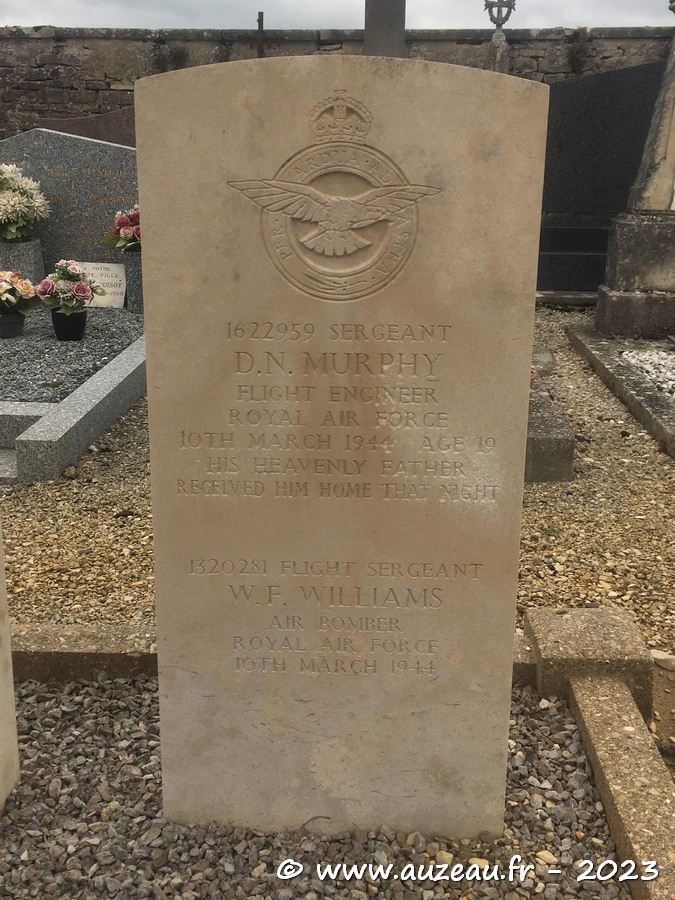 PER ARDUA AD ASTRA
1622959 SERGEANT
D.N. MURPHY
FLIGHT ENGINEER
ROYAL AIR FORCE
10TH MARCH 1944 AGE 19
HIS HEAVENLY FATHER
RECEIVED HIM HOME THAT NIGHT
1320281 FLIGHT SERGEANT
W.F. WILLIAMS
AIR BOMBER
ROYAL AIR FORCE
10TH MARCH 1944
© www.auzeau.fr - 2023